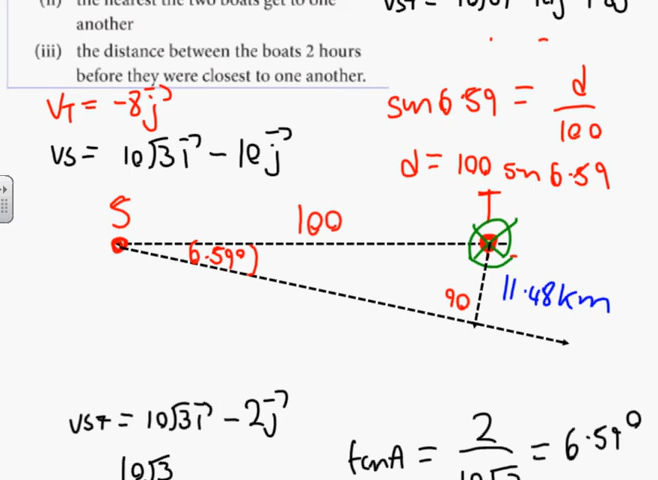 (ii) the nearest the two boats get to one
another
(iii) the distance between the boats 2 hours
before they were closest to one another.
VT = -8j
VS = 10√3i - 10j
sin 6.59 = d/100
d = 100 sin 6.59
S
100
T
6.59°
90
11.48km
VST = 10√3i - 2j
10√3
tanA = 2/10√3 = 6.59°